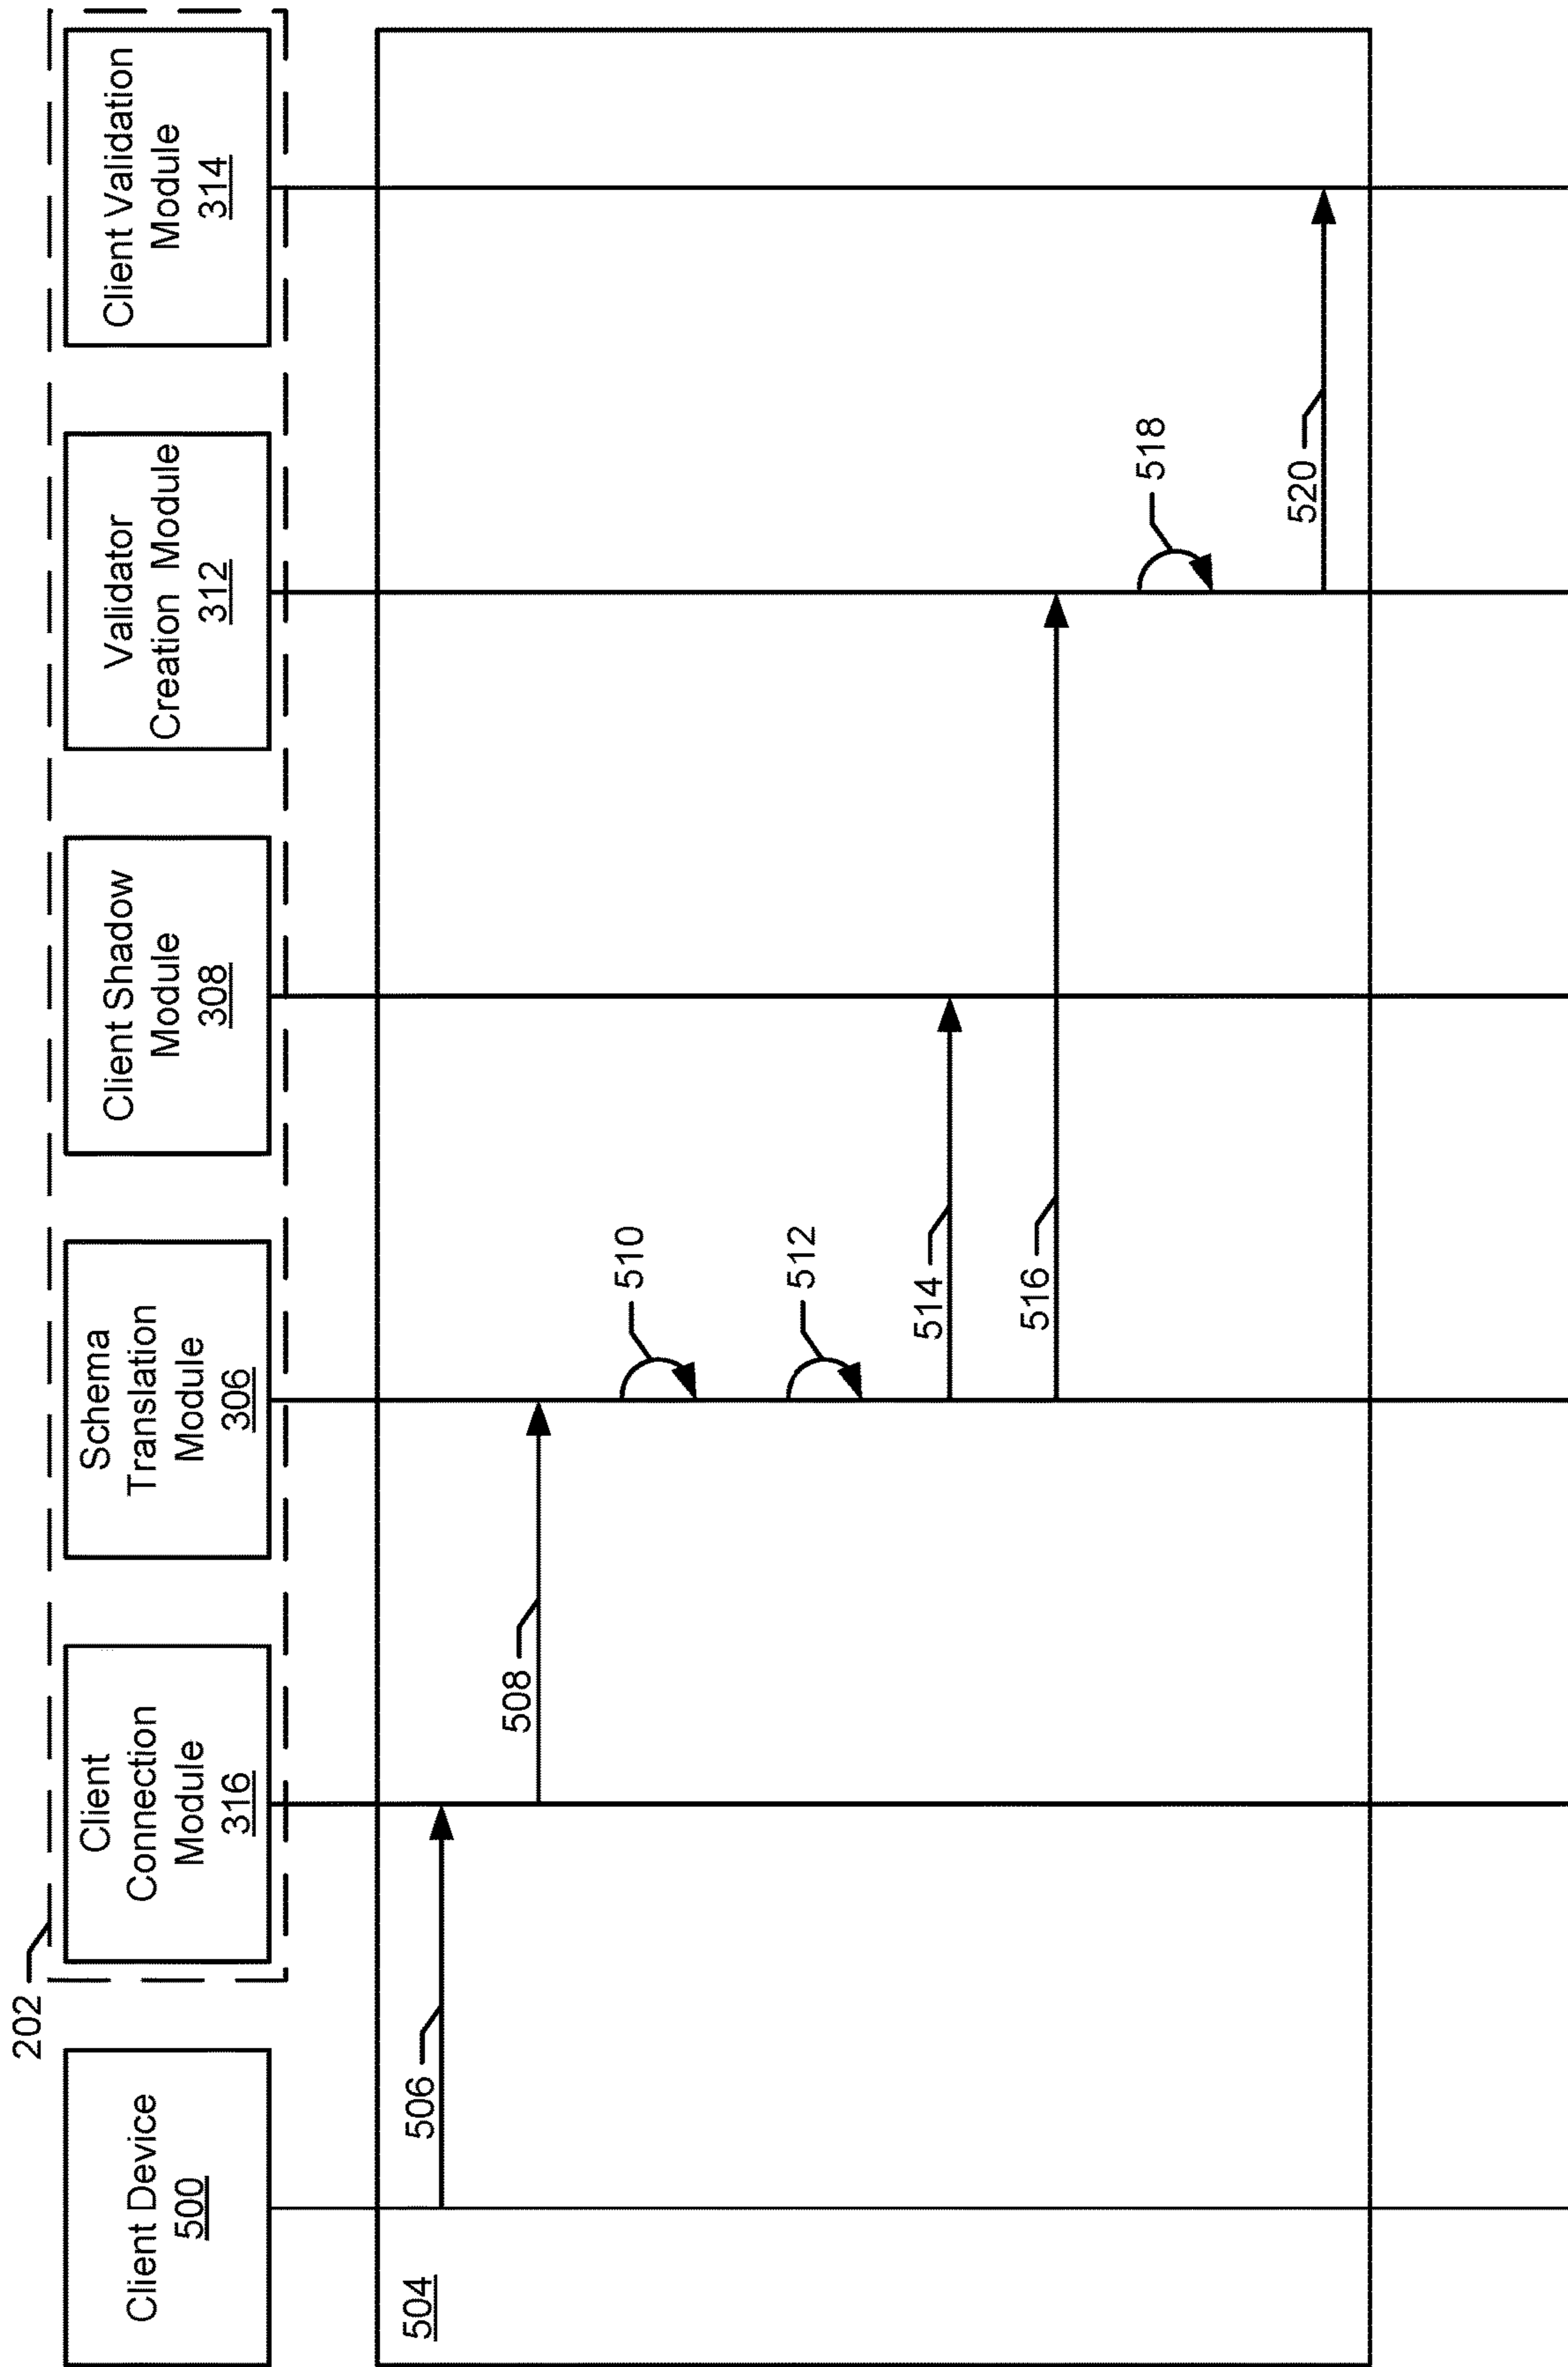 202
Client Device
500
Client
Connection
Module
316
Schema
Translation
Module
306
Client Shadow
Module
308
Validator
Creation Module
312
Client Validation
Module
314
504
506
508
510
512
514
516
518
520